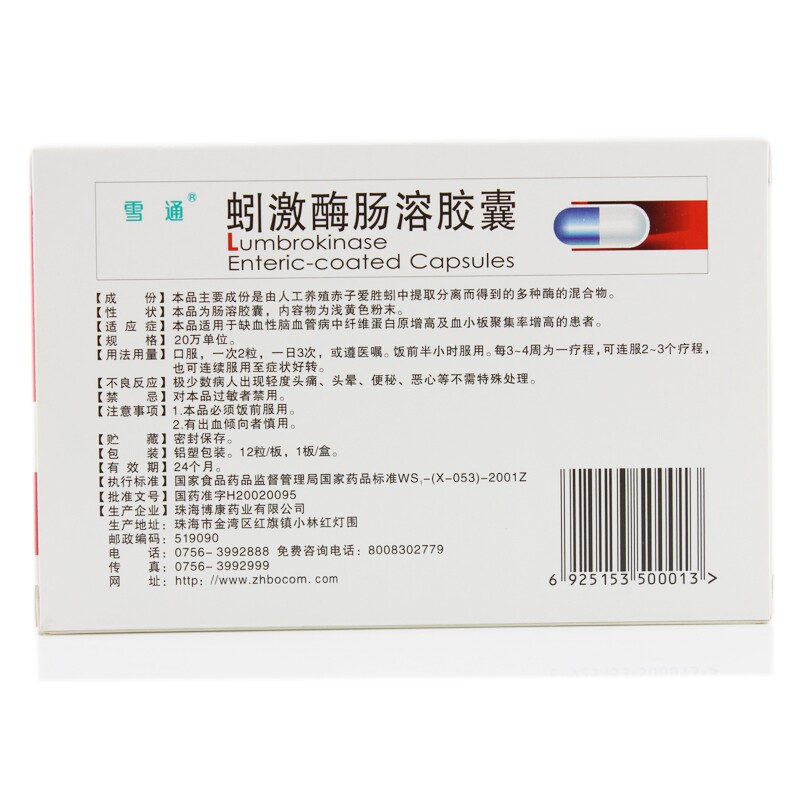 雪通®
蚓激酶肠溶胶囊
Lumbrokinase
Enteric-coated Capsules
【成 份】本品主要成份是由人工养殖赤子爱胜蚓中提取分离而得到的多种酶的混合物。
【性 状】本品为肠溶胶囊，内容物为浅黄色粉末。
【适 应 症】本品适用于缺血性脑血管病中纤维蛋白原增高及血小板聚集率增高的患者。
【规 格】20万单位。
【用法用量】口服，一次2粒，一日3次，或遵医嘱。饭前半小时服用。每3~4周为一疗程，可连服2~3个疗程，
也可连续服用至症状好转。
【不良反应】极少数病人出现轻度头痛、头晕、便秘、恶心等不需特殊处理。
【禁 忌】对本品过敏者禁用。
【注意事项】1.本品必须饭前服用。
2.有出血倾向者慎用。
【贮 藏】密封保存。
【包 装】铝塑包装。12粒/板，1板/盒。
【有 效 期】24个月。
【执行标准】国家食品药品监督管理局国家药品标准WS₁-(X-053)-2001Z
【批准文号】国药准字H20020095
【生产企业】珠海博康药业有限公司
生产地址：珠海市金湾区红旗镇小林红灯围
邮政编码：519090
电 话：0756-3992888 免费咨询电话：8008302779
传 真：0756-3992999
网 址：http: //www.zhbocom. com
6 925153 500013 >